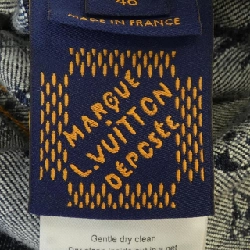 46
MADE IN FRANCE
MARQUE
L.VUITTON
DÉPOSÉE
Gentle dry clean